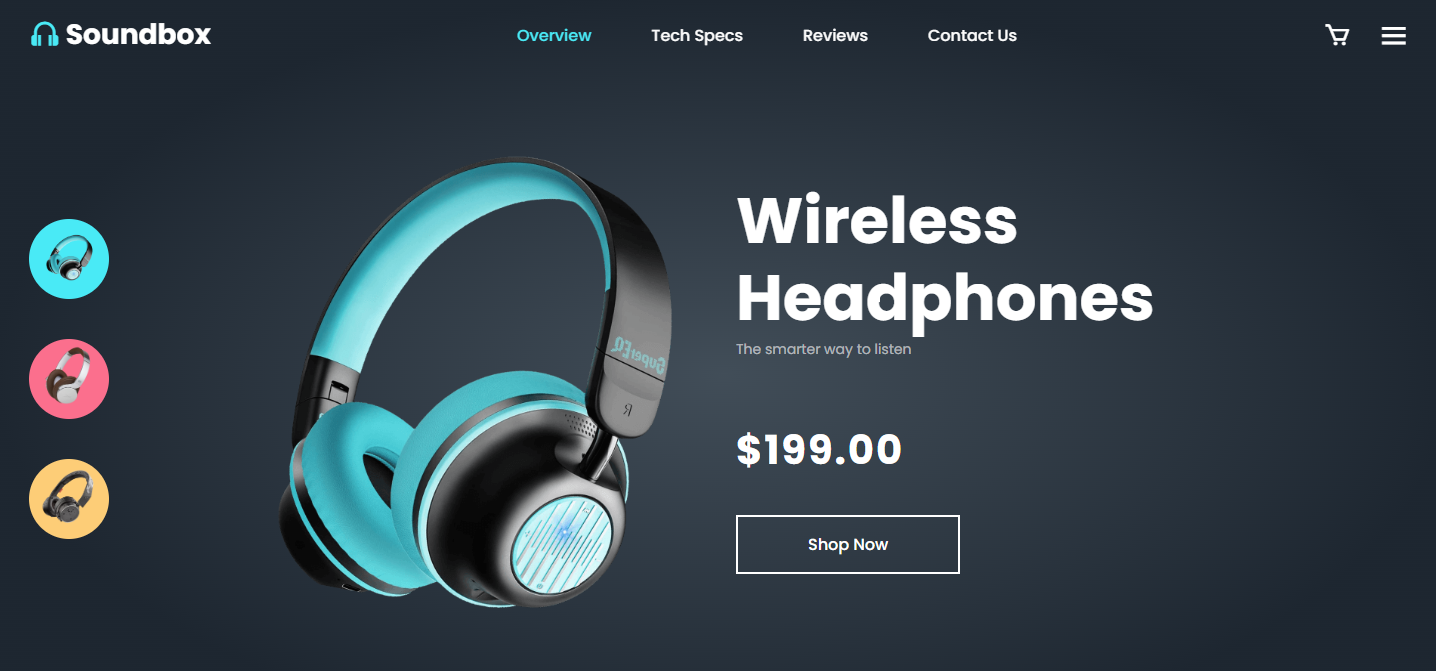 Soundbox
Overview
Tech Specs
Reviews
Contact Us
Wireless
Headphones
The smarter way to listen
SuperEQ
R
$199.00
Shop Now